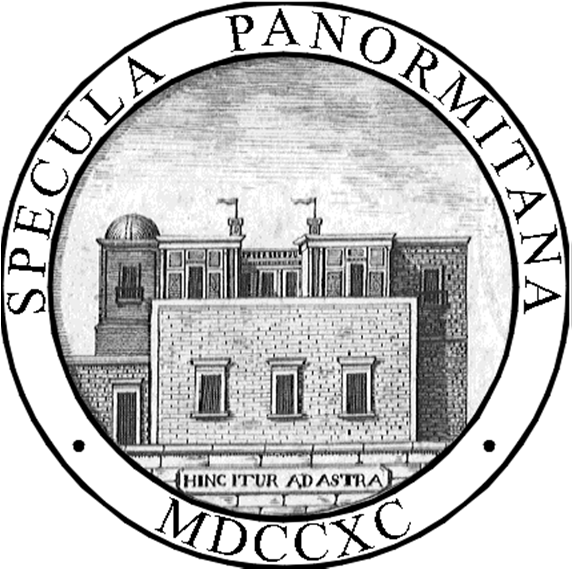 SPECULA PANORMITANA
HINC ITUR AD ASTRA
MDCCXC